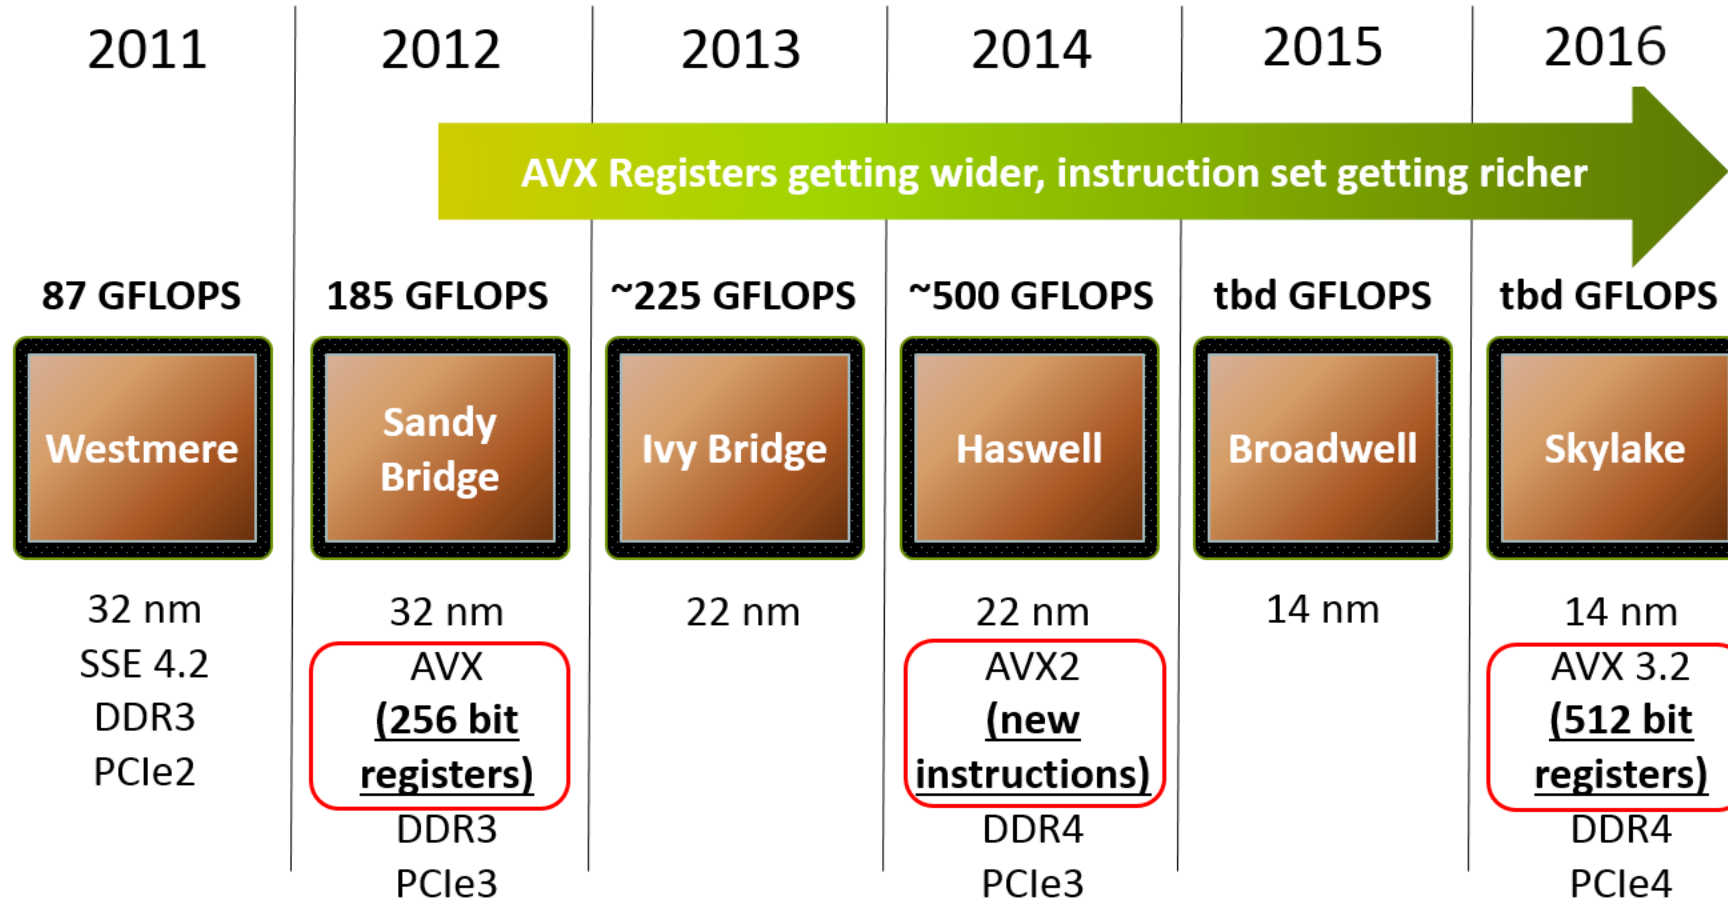 2011 2012 2013 2014 2015 2016
AVX Registers getting wider, instruction set getting richer
87 GFLOPS 185 GFLOPS ~225 GFLOPS ~500 GFLOPS tbd GFLOPS tbd GFLOPS
Westmere
Sandy
Bridge
Ivy Bridge
Haswell
Broadwell
Skylake
32 nm
SSE 4.2
DDR3
PCIe2
32 nm
AVX
(256 bit
registers)
DDR3
PCIe3
22 nm
22 nm
AVX2
(new
instructions)
DDR4
PCIe3
14 nm
14 nm
AVX 3.2
(512 bit
registers)
DDR4
PCIe4